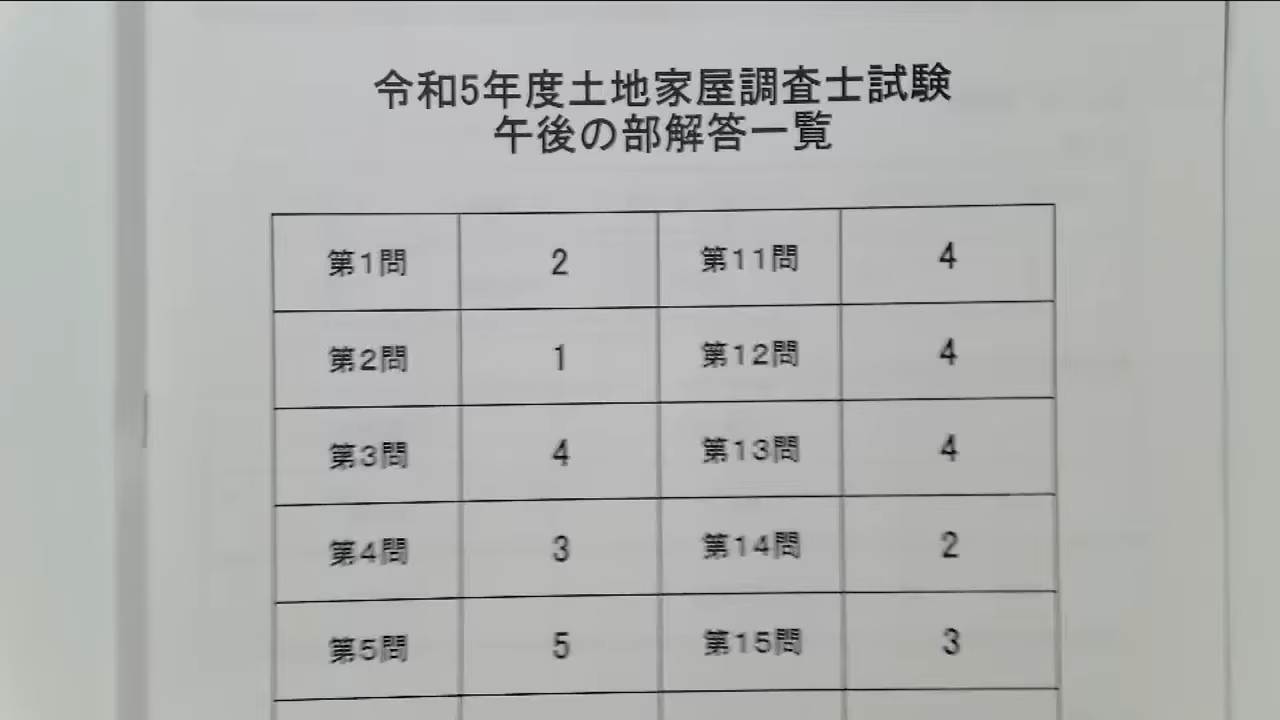 令和5年度土地家屋調査士試験
午後の部解答一覧
第1問 2 第11問 4
第2問 1 第12問 4
第3問 4 第13問 4
第4問 3 第14問 2
第5問 5 第15問 3